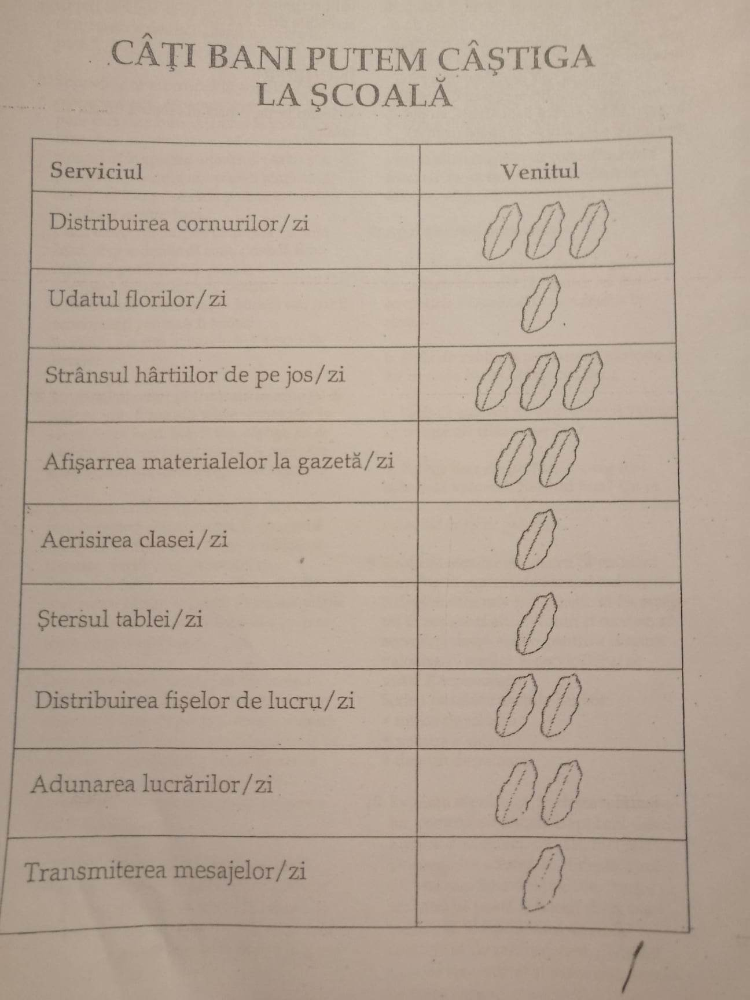 CÂŢI BANI PUTEM CÂŞTIGA
LA ŞCOALĂ
Serviciul
Venitul
Distribuirea cornurilor/zi
Udatul florilor/zi
Strânsul hârtiilor de pe jos/zi
Afişarrea materialelor la gazetă/zi
Aerisirea clasei/zi
Ştersul tablei/zi
Distribuirea fişelor de lucru/zi
Adunarea lucrărilor/zi
Transmiterea mesajelor/zi